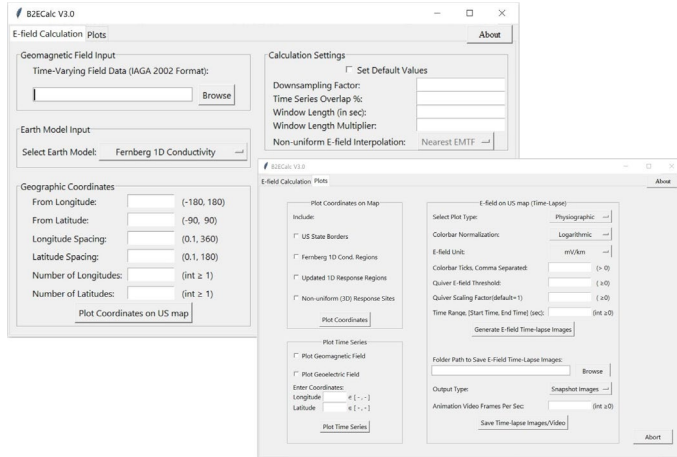 B2ECalc V3.0
E-field Calculation Plots
About
Geomagnetic Field Input
Time-Varying Field Data (IAGA 2002 Format):
Browse
Earth Model Input
Select Earth Model: Fernberg 1D Conductivity
Geographic Coordinates
From Longitude: (-180, 180)
From Latitude: (-90, 90)
Longitude Spacing: (0.1, 360)
Latitude Spacing: (0.1, 180)
Number of Longitudes: (int ≥ 1)
Number of Latitudes: (int ≥ 1)
Plot Coordinates on US map
Calculation Settings
Set Default Values
Downsampling Factor:
Time Series Overlap %:
Window Length (in sec):
Window Length Multiplier:
Non-uniform E-field Interpolation: Nearest EMTF
B2ECalc V3.0
E-field Calculation Plots
About
Plot Coordinates on Map
Include:
US State Borders
Fernberg 1D Cond. Regions
Updated 1D Response Regions
Non-uniform (3D) Response Sites
Plot Coordinates
Plot Time Series
Plot Geomagnetic Field
Plot Geoelectric Field
Enter Coordinates:
Longitude ∈ [ - , - ]
Latitude ∈ [ - , - ]
Plot Time Series
E-field on US map (Time-Lapse)
Select Plot Type: Physiographic
Colorbar Normalization: Logarithmic
E-field Unit: mV/km
Colorbar Ticks, Comma Separated: (> 0)
Quiver E-field Threshold: ( ≥0)
Quiver Scaling Factor(default=1) ( ≥0)
Time Range, [Start Time, End Time] (sec): (int ≥0)
Generate E-field Time-lapse Images
Folder Path to Save E-Field Time-Lapse Images:
Browse
Output Type: Snapshot Images
Animation Video Frames Per Sec: (int ≥0)
Save Time-lapse Images/Video
Abort